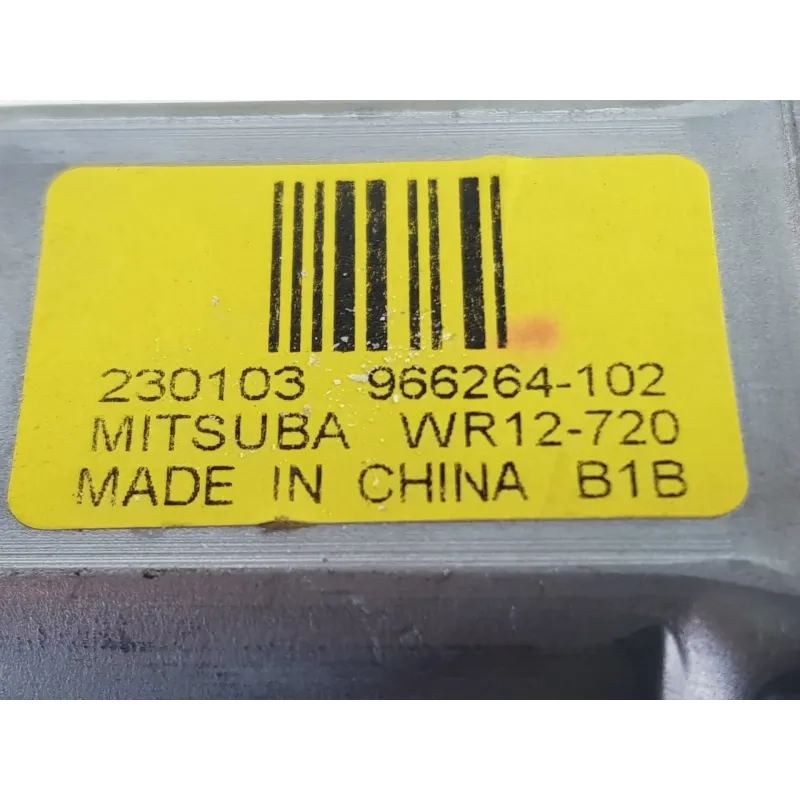 230103 966264-102
MITSUBA WR12-720
MADE IN CHINA B1B